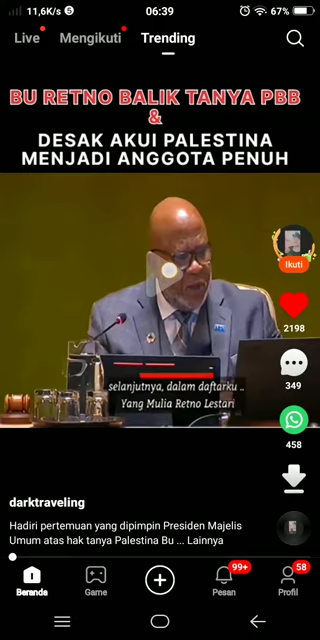 11,6K/s
06:39
67%
Live
Mengikuti
Trending
BU RETNO BALIK TANYA PBB
&
DESAK AKUI PALESTINA
MENJADI ANGGOTA PENUH
Ikuti
2198
349
458
selanjutnya, dalam daftarku ..
Yang Mulia Retno Lestari
darktraveling
Hadiri pertemuan yang dipimpin Presiden Majelis
Umum atas hak tanya Palestina Bu ... Lainnya
99+
58
Beranda
Game
Pesan
Profil